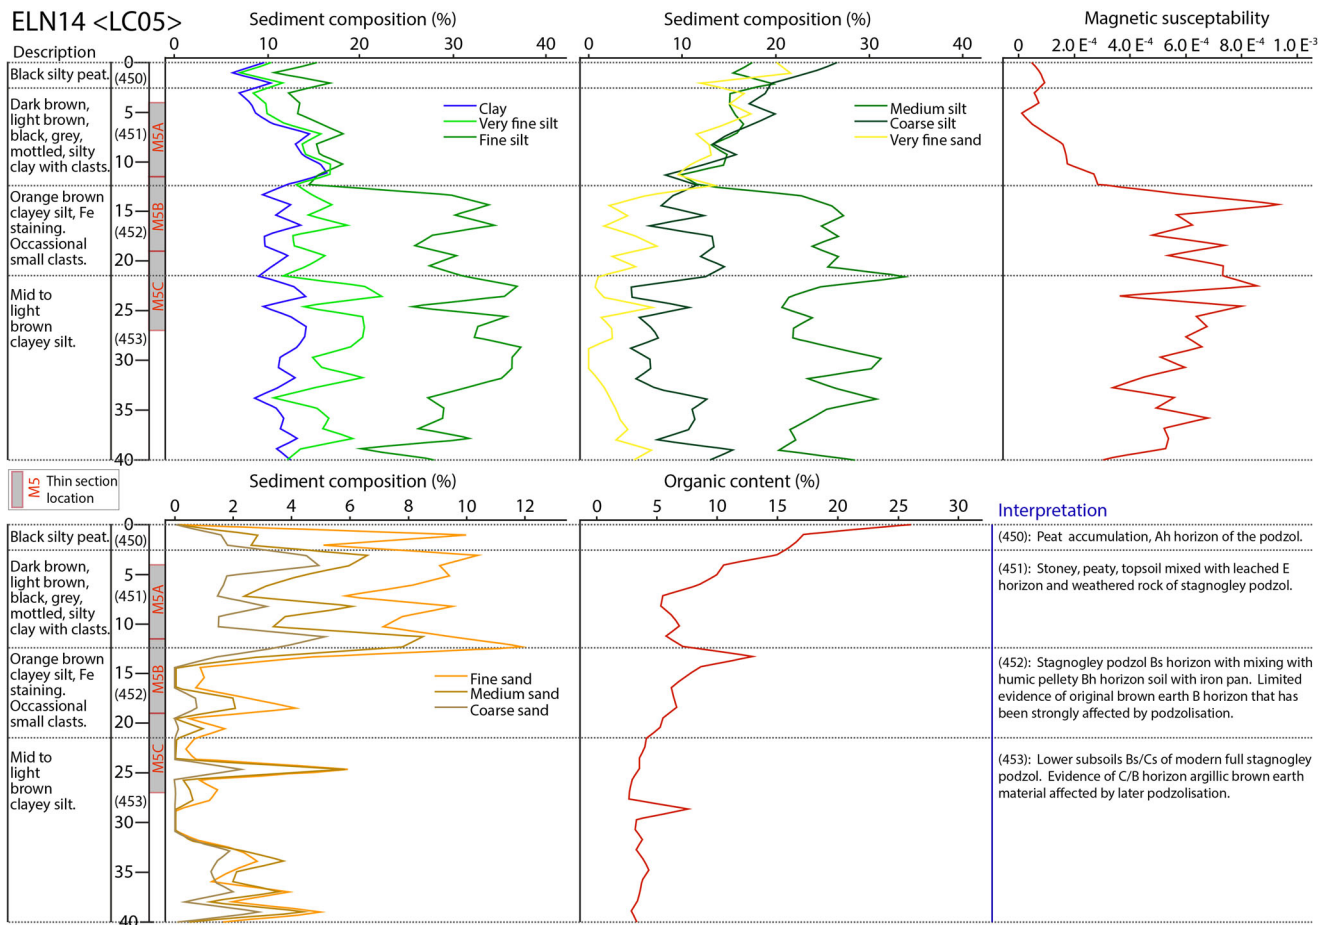 ELN14 <LC05>
Sediment composition (%)
Sediment composition (%)
Magnetic susceptability
Description
0 10 20 30 40
0 10 20 30 40
0 2.0 E-4 4.0 E-4 6.0 E-4 8.0 E-4 1.0 E-3
0
5
10
15
20
25
30
35
40
Black silty peat.
(450)
Dark brown,
light brown,
black, grey,
mottled, silty
clay with clasts.
(451)
M5A
Orange brown
clayey silt, Fe
staining.
Occassional
small clasts.
(452)
M5B
Mid to
light
brown
clayey silt.
(453)
M5C
Clay
Very fine silt
Fine silt
Medium silt
Coarse silt
Very fine sand
M5
Thin section
location
Sediment composition (%)
Organic content (%)
0 2 4 6 8 10 12
0 5 10 15 20 25 30
0
5
10
15
20
25
30
35
40
Black silty peat.
(450)
Dark brown,
light brown,
black, grey,
mottled, silty
clay with clasts.
(451)
M5A
Orange brown
clayey silt, Fe
staining.
Occassional
small clasts.
(452)
M5B
Mid to
light
brown
clayey silt.
(453)
M5C
Fine sand
Medium sand
Coarse sand
Interpretation
(450): Peat accumulation, Ah horizon of the podzol.
(451): Stoney, peaty, topsoil mixed with leached E
horizon and weathered rock of stagnogley podzol.
(452): Stagnogley podzol Bs horizon with mixing with
humic pellety Bh horizon soil with iron pan. Limited
evidence of original brown earth B horizon that has
been strongly affected by podzolisation.
(453): Lower subsoils Bs/Cs of modern full stagnogley
podzol. Evidence of C/B horizon argillic brown earth
material affected by later podzolisation.